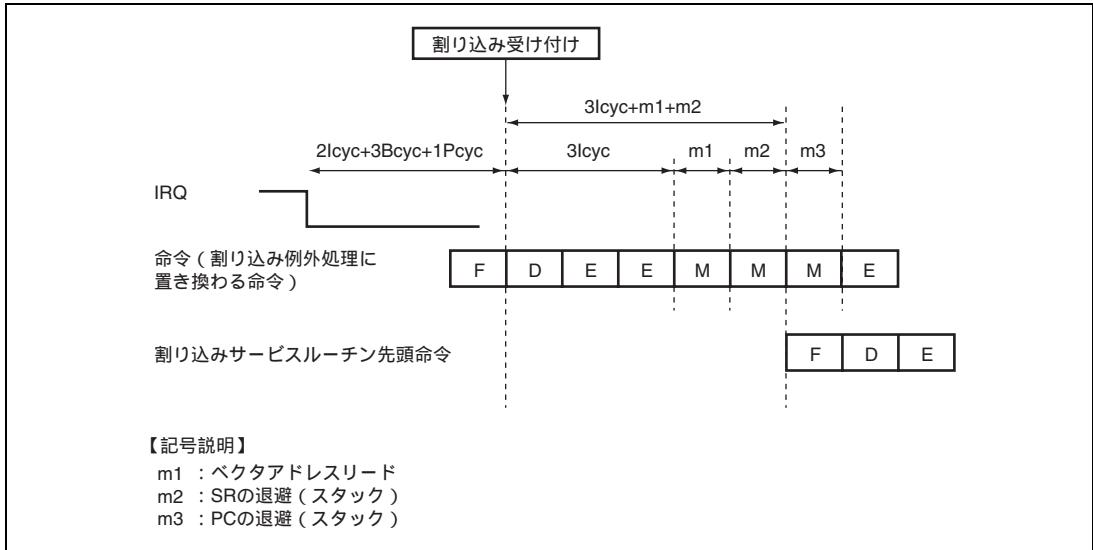 割り込み受け付け
3Icyc+m1+m2
2Icyc+3Bcyc+1Pcyc 3Icyc m1 m2 m3
IRQ
命令（割り込み例外処理に
置き換わる命令）
F D E E M M M E
割り込みサービスルーチン先頭命令
F D E
【記号説明】
m1 ：ベクタアドレスリード
m2 ：SRの退避（スタック）
m3 ：PCの退避（スタック）